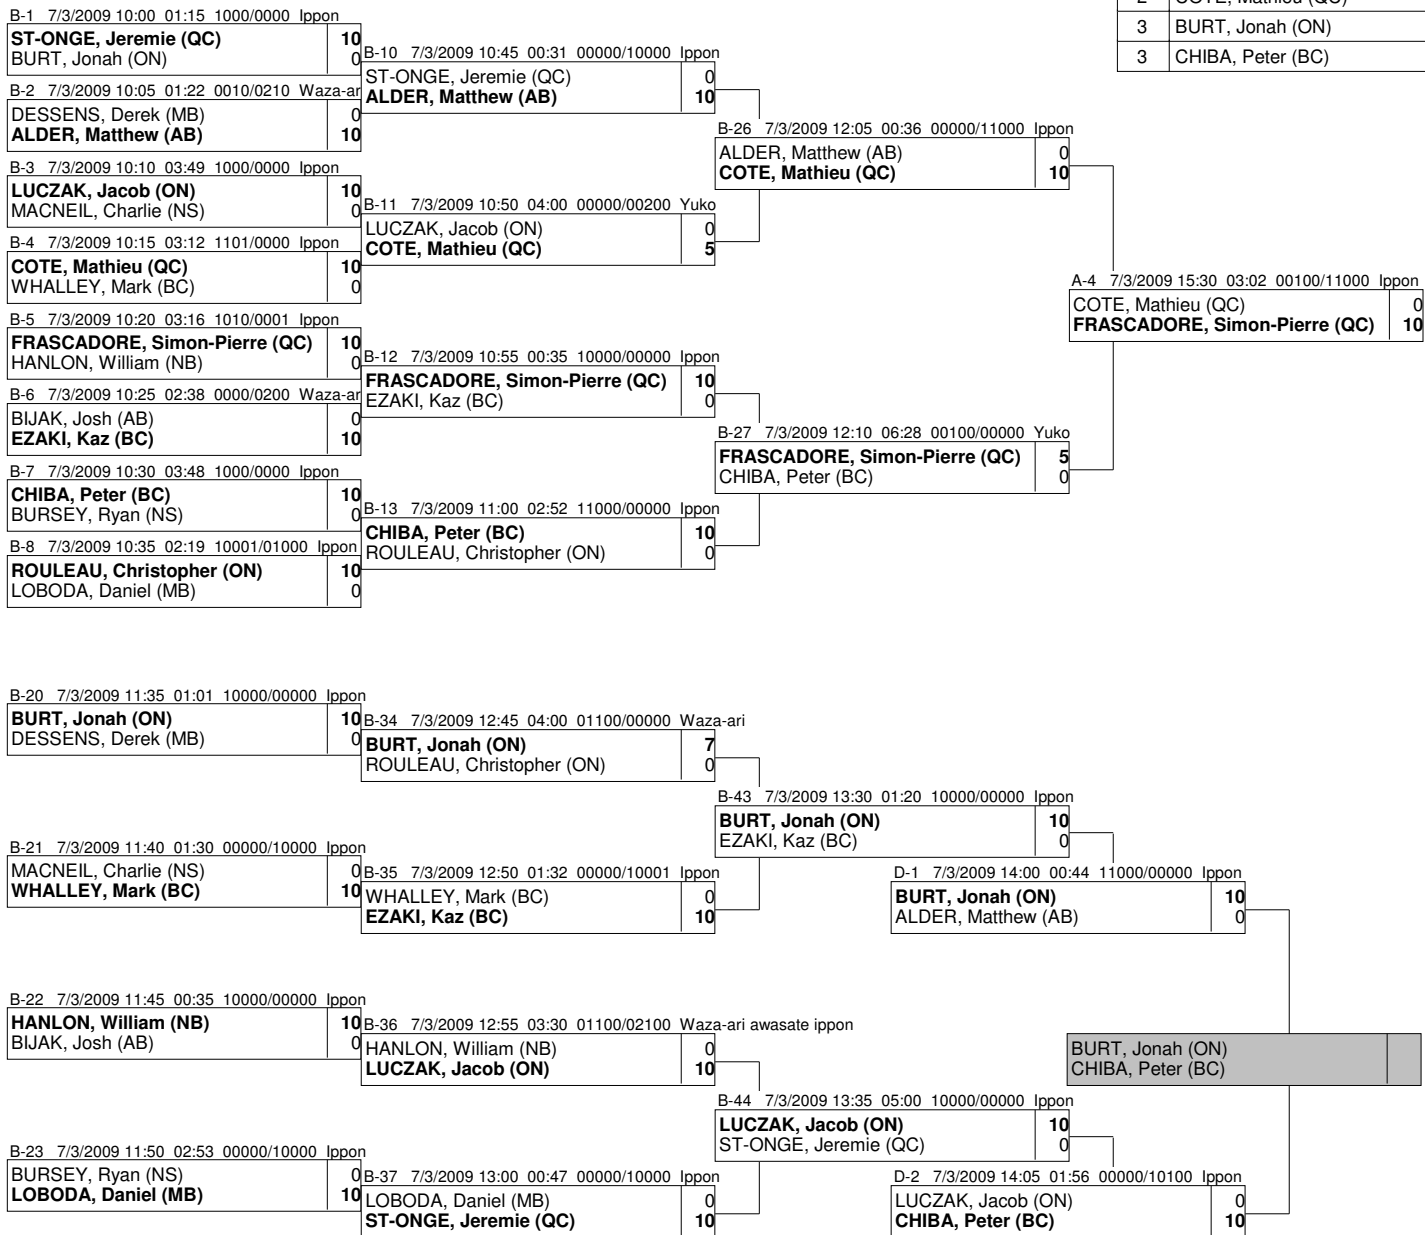 2 COTE, Mathieu (QC)
3 BURT, Jonah (ON)
3 CHIBA, Peter (BC)
B-1 7/3/2009 10:00 01:15 1000/0000 Ippon
ST-ONGE, Jeremie (QC) 10
BURT, Jonah (ON) 0
B-2 7/3/2009 10:05 01:22 0010/0210 Waza-ar
DESSENS, Derek (MB) 0
ALDER, Matthew (AB) 10
B-3 7/3/2009 10:10 03:49 1000/0000 Ippon
LUCZAK, Jacob (ON) 10
MACNEIL, Charlie (NS) 0
B-4 7/3/2009 10:15 03:12 1101/0000 Ippon
COTE, Mathieu (QC) 10
WHALLEY, Mark (BC) 0
B-5 7/3/2009 10:20 03:16 1010/0001 Ippon
FRASCADORE, Simon-Pierre (QC) 10
HANLON, William (NB) 0
B-6 7/3/2009 10:25 02:38 0000/0200 Waza-ar
BIJAK, Josh (AB) 0
EZAKI, Kaz (BC) 10
B-7 7/3/2009 10:30 03:48 1000/0000 Ippon
CHIBA, Peter (BC) 10
BURSEY, Ryan (NS) 0
B-8 7/3/2009 10:35 02:19 10001/01000 Ippon
ROULEAU, Christopher (ON) 10
LOBODA, Daniel (MB) 0
B-10 7/3/2009 10:45 00:31 00000/10000 Ippon
ST-ONGE, Jeremie (QC) 0
ALDER, Matthew (AB) 10
B-11 7/3/2009 10:50 04:00 00000/00200 Yuko
LUCZAK, Jacob (ON) 0
COTE, Mathieu (QC) 5
B-12 7/3/2009 10:55 00:35 10000/00000 Ippon
FRASCADORE, Simon-Pierre (QC) 10
EZAKI, Kaz (BC) 0
B-13 7/3/2009 11:00 02:52 11000/00000 Ippon
CHIBA, Peter (BC) 10
ROULEAU, Christopher (ON) 0
B-26 7/3/2009 12:05 00:36 00000/11000 Ippon
ALDER, Matthew (AB) 0
COTE, Mathieu (QC) 10
B-27 7/3/2009 12:10 06:28 00100/00000 Yuko
FRASCADORE, Simon-Pierre (QC) 5
CHIBA, Peter (BC) 0
A-4 7/3/2009 15:30 03:02 00100/11000 Ippon
COTE, Mathieu (QC) 0
FRASCADORE, Simon-Pierre (QC) 10
B-20 7/3/2009 11:35 01:01 10000/00000 Ippon
BURT, Jonah (ON) 10
DESSENS, Derek (MB) 0
B-21 7/3/2009 11:40 01:30 00000/10000 Ippon
MACNEIL, Charlie (NS) 0
WHALLEY, Mark (BC) 10
B-22 7/3/2009 11:45 00:35 10000/00000 Ippon
HANLON, William (NB) 10
BIJAK, Josh (AB) 0
B-23 7/3/2009 11:50 02:53 00000/10000 Ippon
BURSEY, Ryan (NS) 0
LOBODA, Daniel (MB) 10
B-34 7/3/2009 12:45 04:00 01100/00000 Waza-ari
BURT, Jonah (ON) 7
ROULEAU, Christopher (ON) 0
B-35 7/3/2009 12:50 01:32 00000/10001 Ippon
WHALLEY, Mark (BC) 0
EZAKI, Kaz (BC) 10
B-36 7/3/2009 12:55 03:30 01100/02100 Waza-ari awasate ippon
HANLON, William (NB) 0
LUCZAK, Jacob (ON) 10
B-37 7/3/2009 13:00 00:47 00000/10000 Ippon
LOBODA, Daniel (MB) 0
ST-ONGE, Jeremie (QC) 10
B-43 7/3/2009 13:30 01:20 10000/00000 Ippon
BURT, Jonah (ON) 10
EZAKI, Kaz (BC) 0
B-44 7/3/2009 13:35 05:00 10000/00000 Ippon
LUCZAK, Jacob (ON) 10
ST-ONGE, Jeremie (QC) 0
D-1 7/3/2009 14:00 00:44 11000/00000 Ippon
BURT, Jonah (ON) 10
ALDER, Matthew (AB) 0
D-2 7/3/2009 14:05 01:56 00000/10100 Ippon
LUCZAK, Jacob (ON) 0
CHIBA, Peter (BC) 10
BURT, Jonah (ON)
CHIBA, Peter (BC)